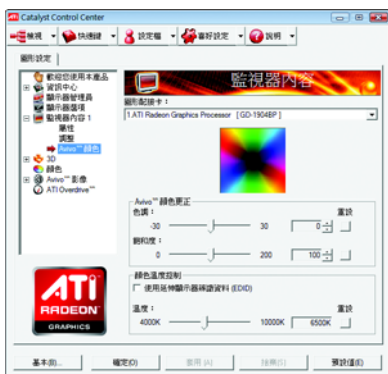 Catalyst Control Center
檢視 快捷鍵 設定檔 喜好設定 說明
圖形設定
歡迎您使用本產品
資訊中心
顯示器管理員
顯示器選項
監視器內容 1
屬性
調整
Avivo™ 顏色
3D
顏色
Avivo™ 影像
ATI Overdrive™
監視器內容
圖形配接卡：
1.ATI Radeon Graphics Processor [GD-1904BP]
Avivo™ 顏色更正
色調： 重設
-30 30 0
飽和度：
0 200 100
顏色溫度控制
使用延伸顯示器辨識資料 (EDID)
溫度： 重設
4000K 10000K 6500K
ATI
RADEON
GRAPHICS
基本(B)... 確定(O) 套用 (A) 預設值(E)